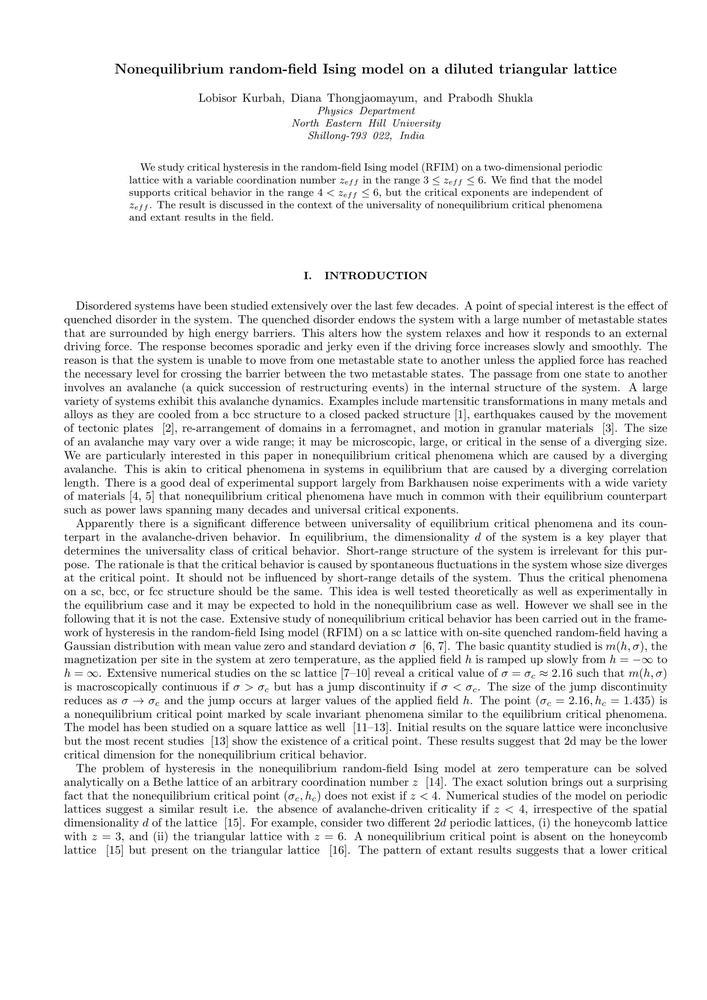 Nonequilibrium random-field Ising model on a diluted triangular lattice
Lobisor Kurbah, Diana Thongjaomayum, and Prabodh Shukla
Physics Department
North Eastern Hill University
Shillong-793 022, India
We study critical hysteresis in the random-field Ising model (RFIM) on a two-dimensional periodic
lattice with a variable coordination number z_eff in the range 3 ≤ z_eff ≤ 6. We find that the model
supports critical behavior in the range 4 < z_eff ≤ 6, but the critical exponents are independent of
z_eff. The result is discussed in the context of the universality of nonequilibrium critical phenomena
and extant results in the field.
I. INTRODUCTION
Disordered systems have been studied extensively over the last few decades. A point of special interest is the effect of
quenched disorder in the system. The quenched disorder endows the system with a large number of metastable states
that are surrounded by high energy barriers. This alters how the system relaxes and how it responds to an external
driving force. The response becomes sporadic and jerky even if the driving force increases slowly and smoothly. The
reason is that the system is unable to move from one metastable state to another unless the applied force has reached
the necessary level for crossing the barrier between the two metastable states. The passage from one state to another
involves an avalanche (a quick succession of restructuring events) in the internal structure of the system. A large
variety of systems exhibit this avalanche dynamics. Examples include martensitic transformations in many metals and
alloys as they are cooled from a bcc structure to a closed packed structure [1], earthquakes caused by the movement
of tectonic plates [2], re-arrangement of domains in a ferromagnet, and motion in granular materials [3]. The size
of an avalanche may vary over a wide range; it may be microscopic, large, or critical in the sense of a diverging size.
We are particularly interested in this paper in nonequilibrium critical phenomena which are caused by a diverging
avalanche. This is akin to critical phenomena in systems in equilibrium that are caused by a diverging correlation
length. There is a good deal of experimental support largely from Barkhausen noise experiments with a wide variety
of materials [4, 5] that nonequilibrium critical phenomena have much in common with their equilibrium counterpart
such as power laws spanning many decades and universal critical exponents.
Apparently there is a significant difference between universality of equilibrium critical phenomena and its coun-
terpart in the avalanche-driven behavior. In equilibrium, the dimensionality d of the system is a key player that
determines the universality class of critical behavior. Short-range structure of the system is irrelevant for this pur-
pose. The rationale is that the critical behavior is caused by spontaneous fluctuations in the system whose size diverges
at the critical point. It should not be influenced by short-range details of the system. Thus the critical phenomena
on a sc, bcc, or fcc structure should be the same. This idea is well tested theoretically as well as experimentally in
the equilibrium case and it may be expected to hold in the nonequilibrium case as well. However we shall see in the
following that it is not the case. Extensive study of nonequilibrium critical behavior has been carried out in the frame-
work of hysteresis in the random-field Ising model (RFIM) on a sc lattice with on-site quenched random-field having a
Gaussian distribution with mean value zero and standard deviation σ [6, 7]. The basic quantity studied is m(h, σ), the
magnetization per site in the system at zero temperature, as the applied field h is ramped up slowly from h = −∞ to
h = ∞. Extensive numerical studies on the sc lattice [7–10] reveal a critical value of σ = σ_c ≈ 2.16 such that m(h, σ)
is macroscopically continuous if σ > σ_c but has a jump discontinuity if σ < σ_c. The size of the jump discontinuity
reduces as σ → σ_c and the jump occurs at larger values of the applied field h. The point (σ_c = 2.16, h_c = 1.435) is
a nonequilibrium critical point marked by scale invariant phenomena similar to the equilibrium critical phenomena.
The model has been studied on a square lattice as well [11–13]. Initial results on the square lattice were inconclusive
but the most recent studies [13] show the existence of a critical point. These results suggest that 2d may be the lower
critical dimension for the nonequilibrium critical behavior.
The problem of hysteresis in the nonequilibrium random-field Ising model at zero temperature can be solved
analytically on a Bethe lattice of an arbitrary coordination number z [14]. The exact solution brings out a surprising
fact that the nonequilibrium critical point (σ_c, h_c) does not exist if z < 4. Numerical studies of the model on periodic
lattices suggest a similar result i.e. the absence of avalanche-driven criticality if z < 4, irrespective of the spatial
dimensionality d of the lattice [15]. For example, consider two different 2d periodic lattices, (i) the honeycomb lattice
with z = 3, and (ii) the triangular lattice with z = 6. A nonequilibrium critical point is absent on the honeycomb
lattice [15] but present on the triangular lattice [16]. The pattern of extant results suggests that a lower critical